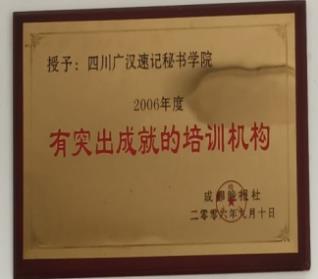 授予：四川广汉速记秘书学院
2006年度
有突出成就的培训机构
成都晚报社
二零零六年九月十日